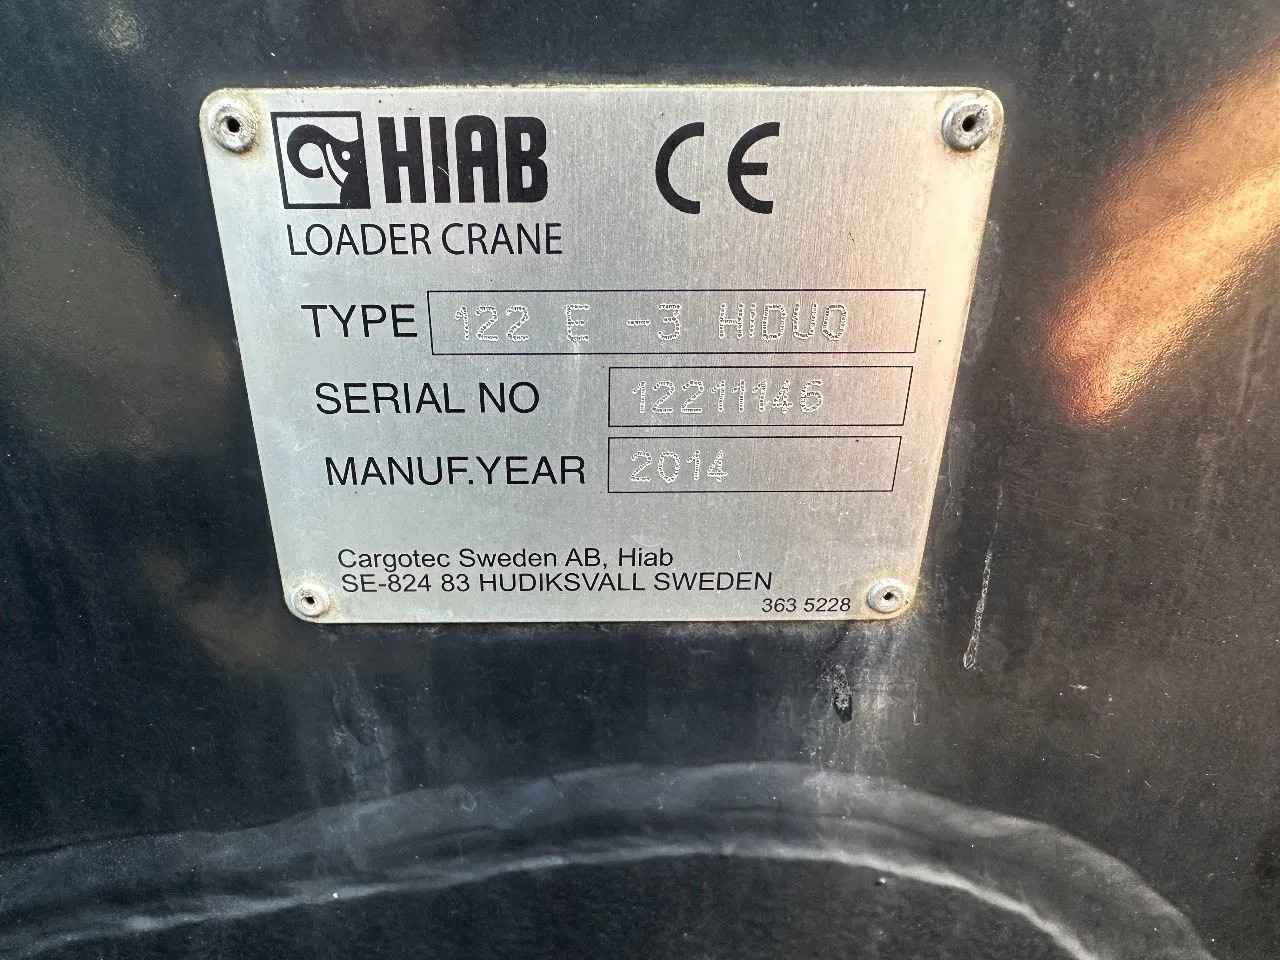 HIAB CE
LOADER CRANE
TYPE 122 E -3 HIDUO
SERIAL NO 12211146
MANUF.YEAR 2014
Cargotec Sweden AB, Hiab
SE-824 83 HUDIKSVALL SWEDEN
363 5228